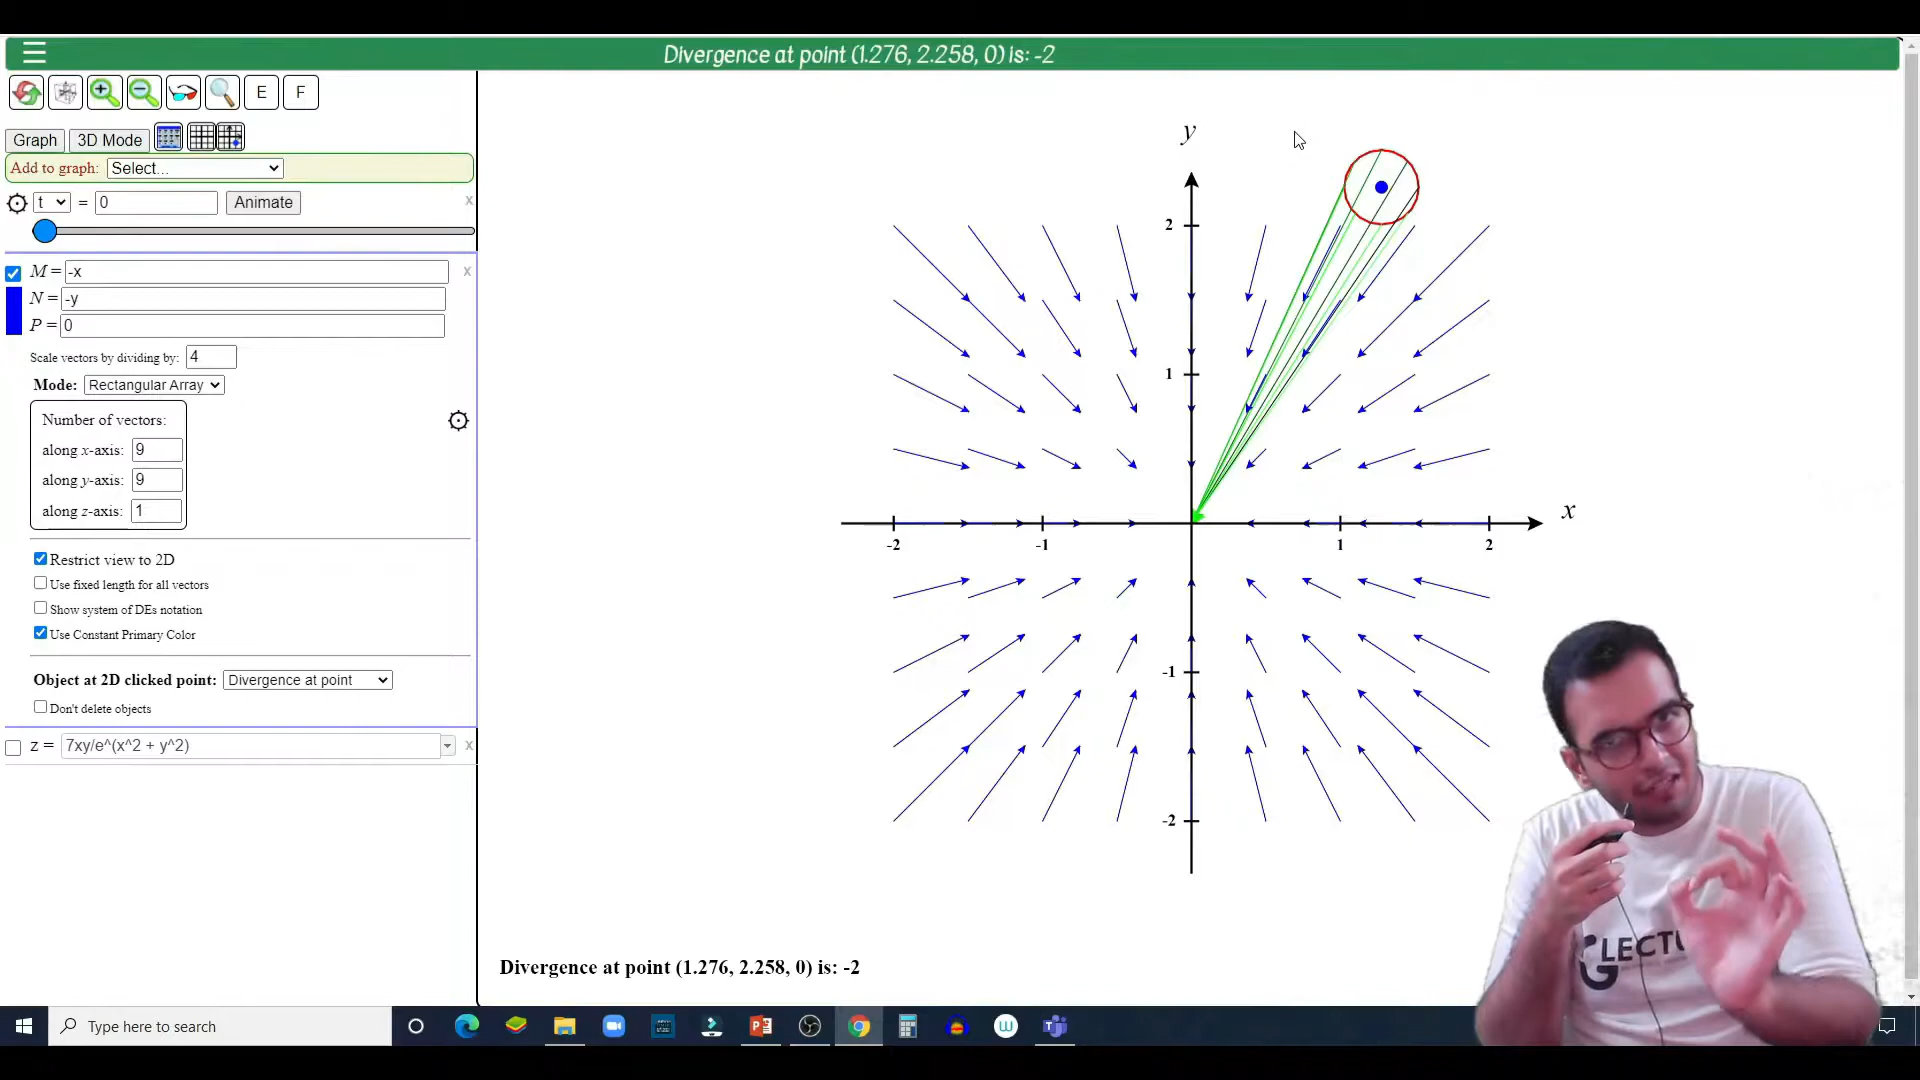 Divergence at point (1.276, 2.258, 0) is: -2
E F
Graph 3D Mode
Add to graph: Select...
t = 0 Animate x
M = -x x
N = -y
P = 0
Scale vectors by dividing by: 4
Mode: Rectangular Array
Number of vectors:
along x-axis: 9
along y-axis: 9
along z-axis: 1
Restrict view to 2D
Use fixed length for all vectors
Show system of DEs notation
Use Constant Primary Color
Object at 2D clicked point: Divergence at point
Don't delete objects
z = 7xy/e^(x^2 + y^2) x
y
2
1
x
-2 -1 1 2
-1
-2
Divergence at point (1.276, 2.258, 0) is: -2
Type here to search